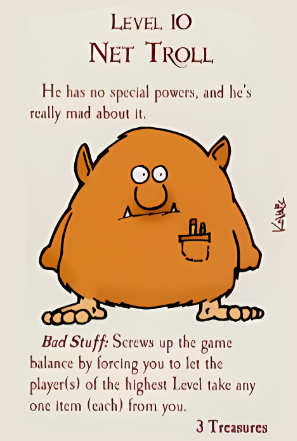 Level 10
Net Troll
He has no special powers, and he's
really mad about it.
Kovalic
Bad Stuff: Screws up the game
balance by forcing you to let the
player(s) of the highest Level take any
one item (each) from you.
3 Treasures